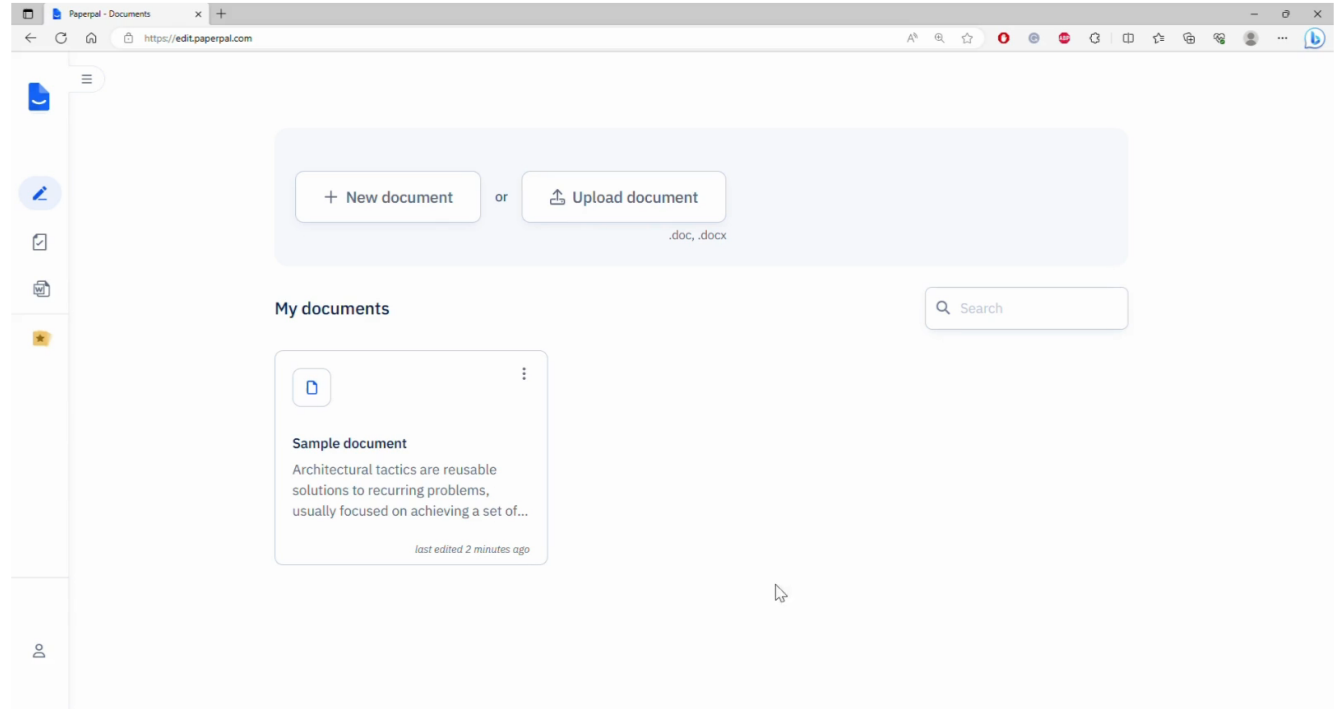 Paperpal - Documents
https://edit.paperpal.com
+ New document
or
Upload document
.doc, .docx
My documents
Search
Sample document
Architectural tactics are reusable
solutions to recurring problems,
usually focused on achieving a set of...
last edited 2 minutes ago